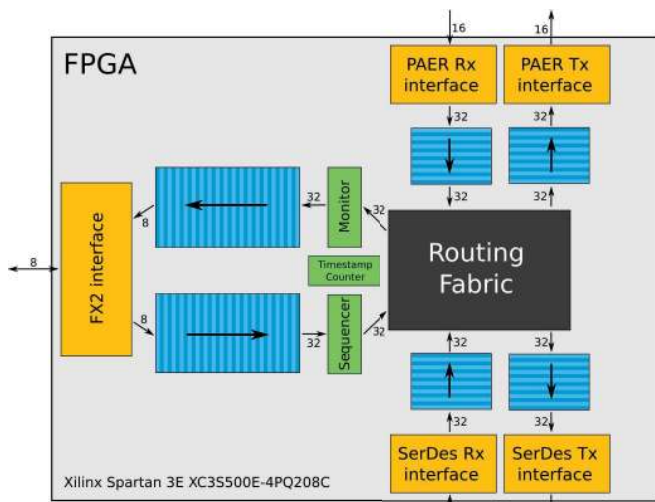 16
16
FPGA
PAER Rx
interface
PAER Tx
interface
32
32
32
32
32
Monitor
32
8
8
FX2 interface
Timestamp
Counter
Routing
Fabric
8
32
Sequencer
32
32
32
32
32
SerDes Rx
interface
SerDes Tx
interface
Xilinx Spartan 3E XC3S500E-4PQ208C